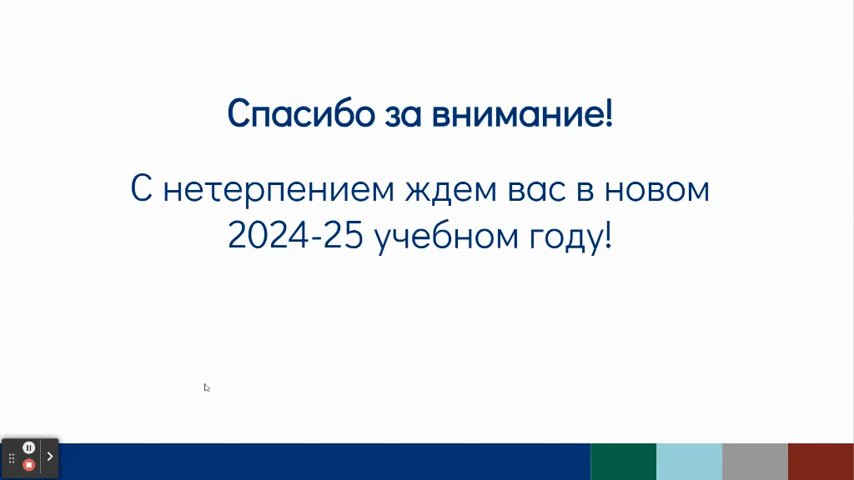 Спасибо за внимание!
С нетерпением ждем вас в новом
2024-25 учебном году!